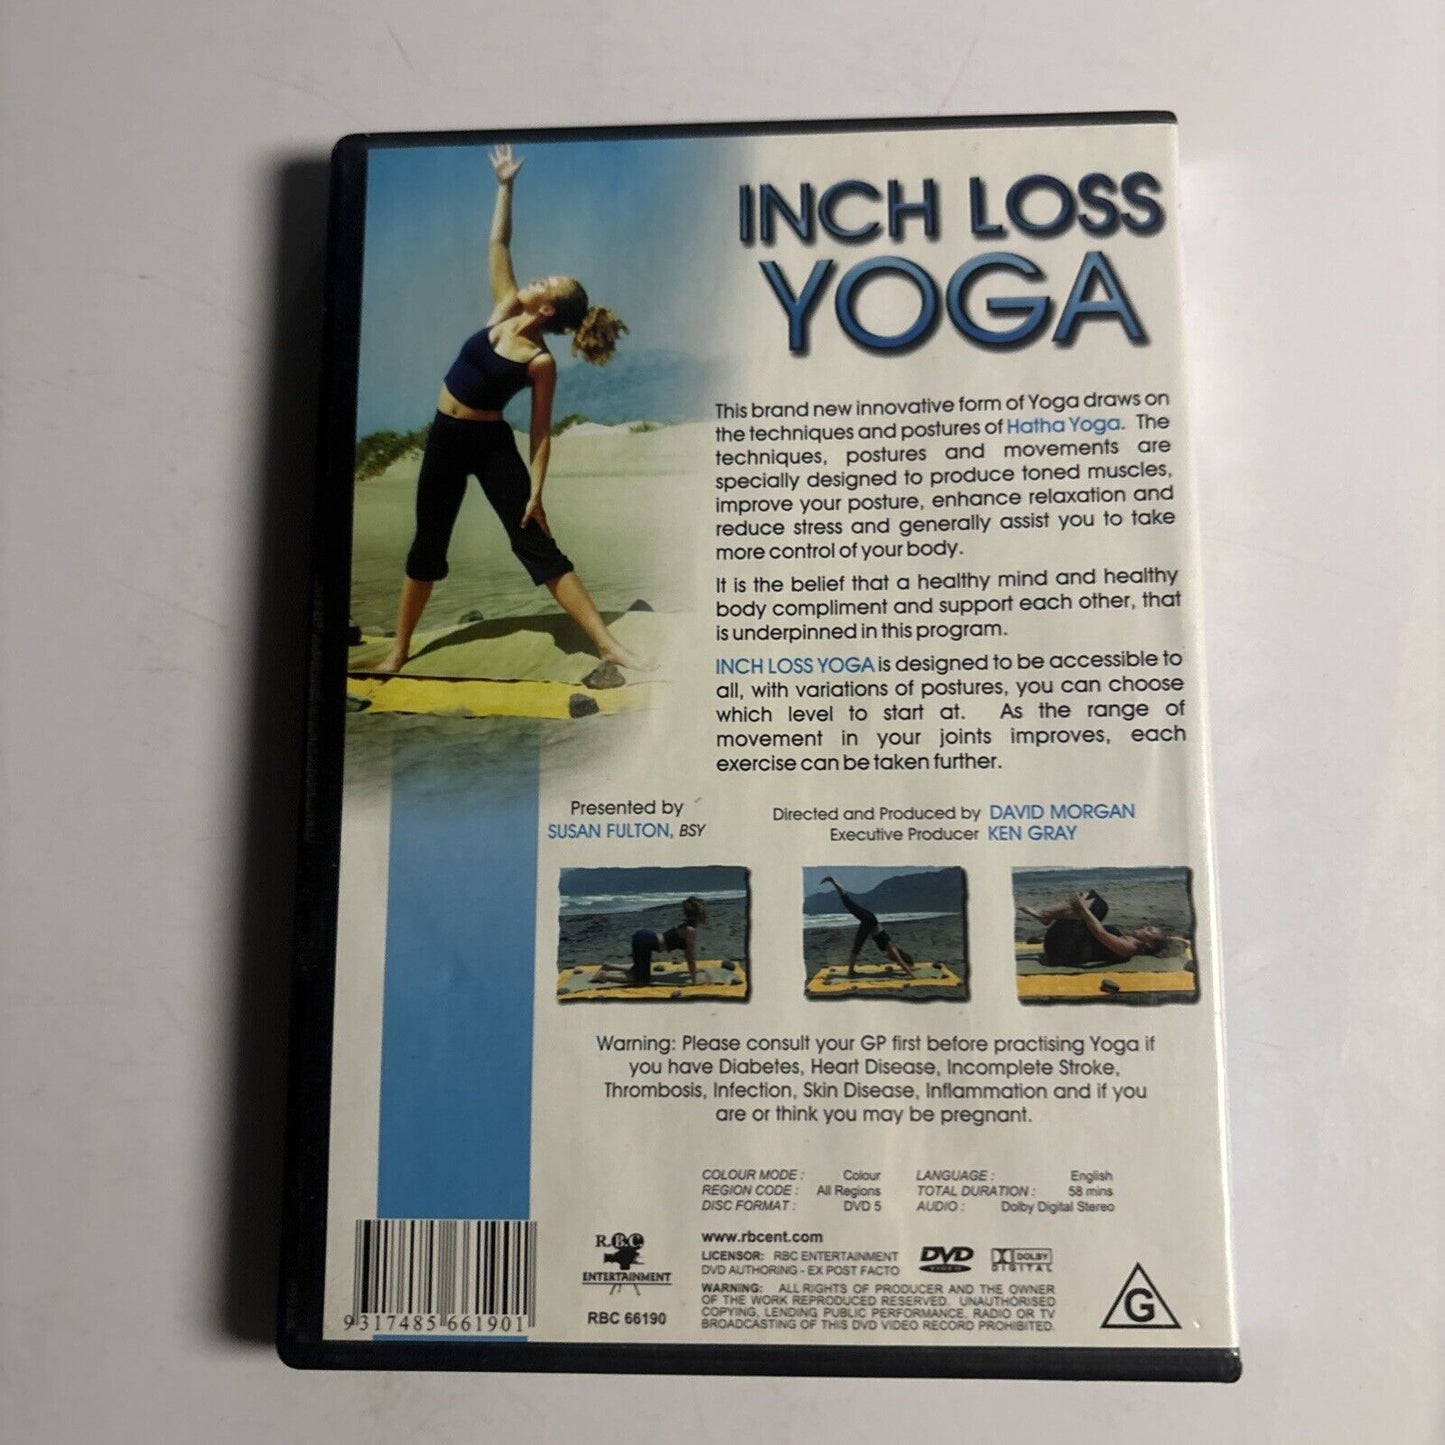 INCH LOSS
YOGA
This brand new innovative form of Yoga draws on
the techniques and postures of Hatha Yoga. The
techniques, postures and movements are
specially designed to produce toned muscles,
improve your posture, enhance relaxation and
reduce stress and generally assist you to take
more control of your body.
It is the belief that a healthy mind and healthy
body compliment and support each other, that
is underpinned in this program.
INCH LOSS YOGA is designed to be accessible to
all, with variations of postures, you can choose
which level to start at. As the range of
movement in your joints improves, each
exercise can be taken further.
Presented by
SUSAN FULTON, BSY
Directed and Produced by DAVID MORGAN
Executive Producer KEN GRAY
Warning: Please consult your GP first before practising Yoga if
you have Diabetes, Heart Disease, Incomplete Stroke,
Thrombosis, Infection, Skin Disease, Inflammation and if you
are or think you may be pregnant.
COLOUR MODE : Colour
REGION CODE : All Regions
DISC FORMAT : DVD 5
LANGUAGE : English
TOTAL DURATION : 58 mins
AUDIO : Dolby Digital Stereo
9 317485 661901
R.B.C
ENTERTAINMENT
RBC 66190
www.rbcent.com
LICENSOR: RBC ENTERTAINMENT
DVD AUTHORING - EX POST FACTO
DVD
VIDEO
DOLBY
DIGITAL
WARNING: ALL RIGHTS OF PRODUCER AND THE OWNER
OF THE WORK REPRODUCED RESERVED. UNAUTHORISED
COPYING, LENDING PUBLIC PERFORMANCE, RADIO OR TV
BROADCASTING OF THIS DVD VIDEO RECORD PROHIBITED.
G